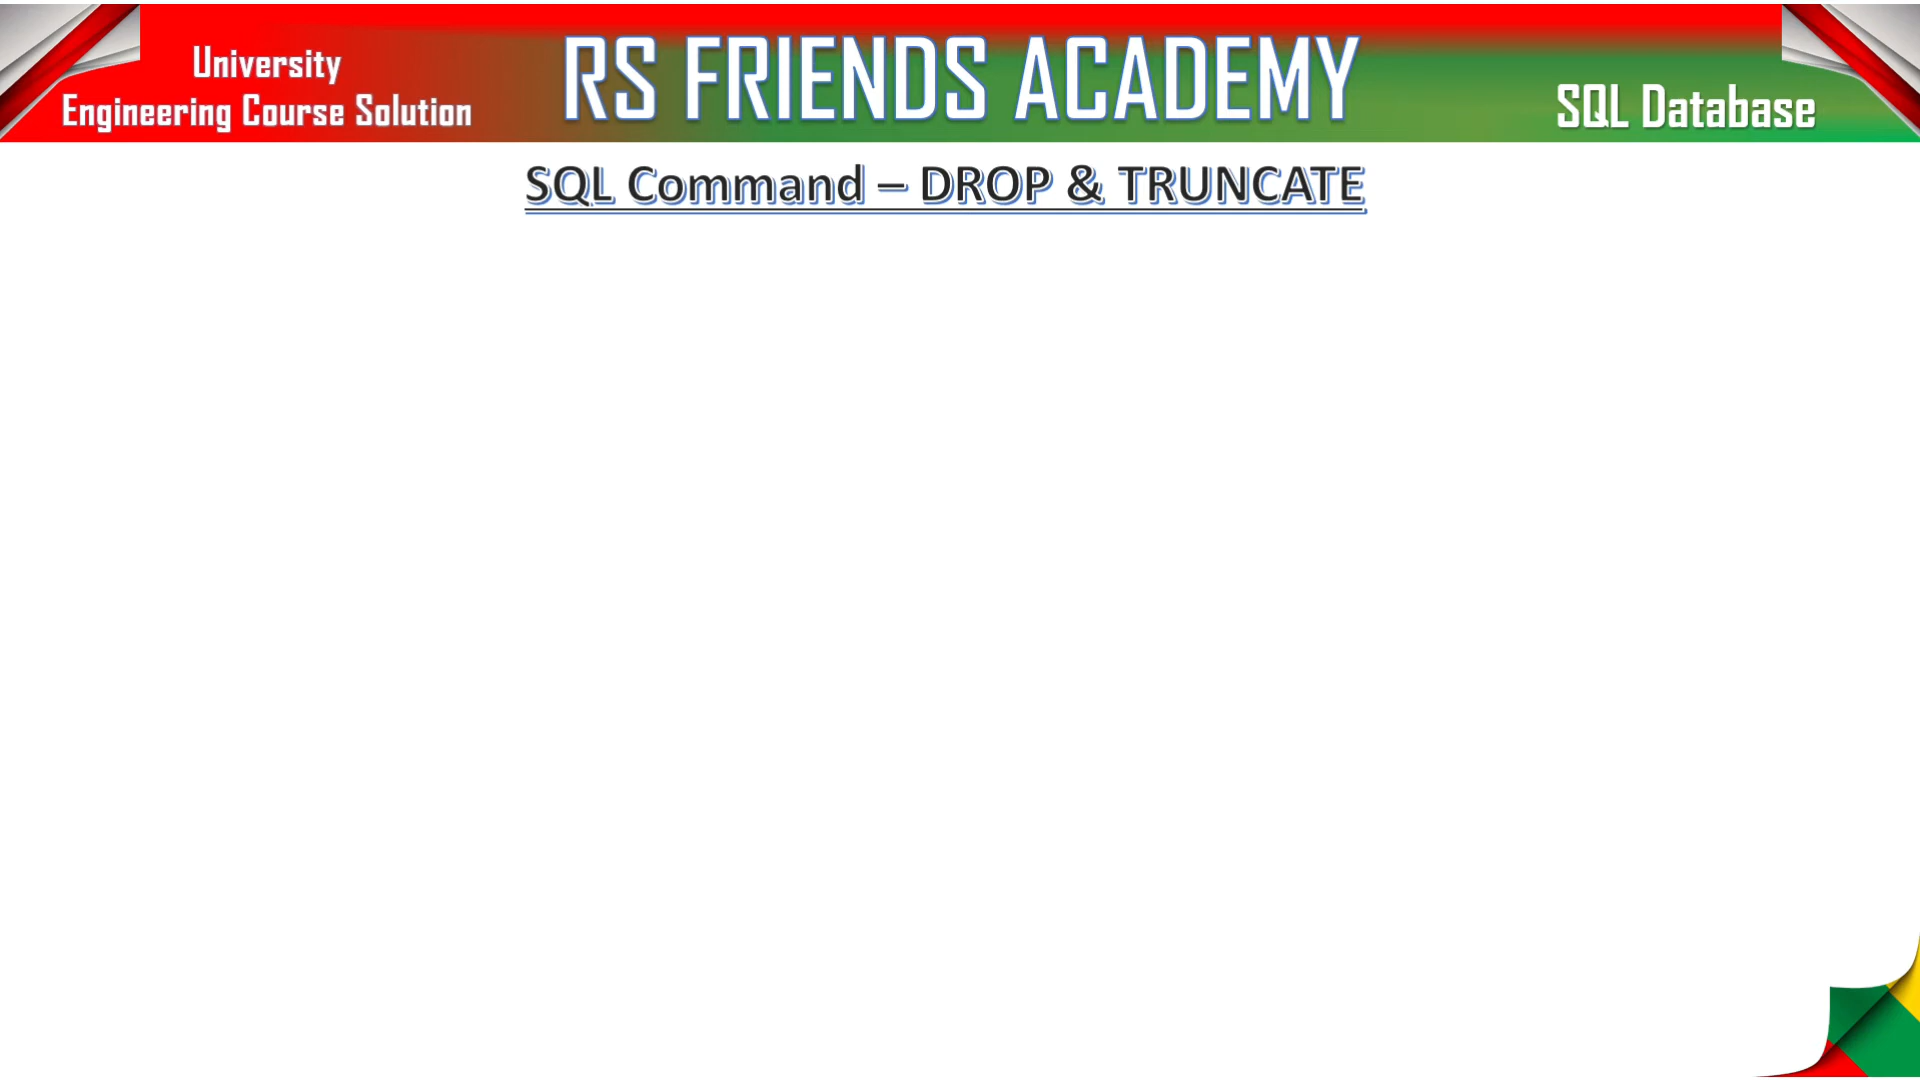 University
Engineering Course Solution
RS FRIENDS ACADEMY
SQL Database
SQL Command – DROP & TRUNCATE